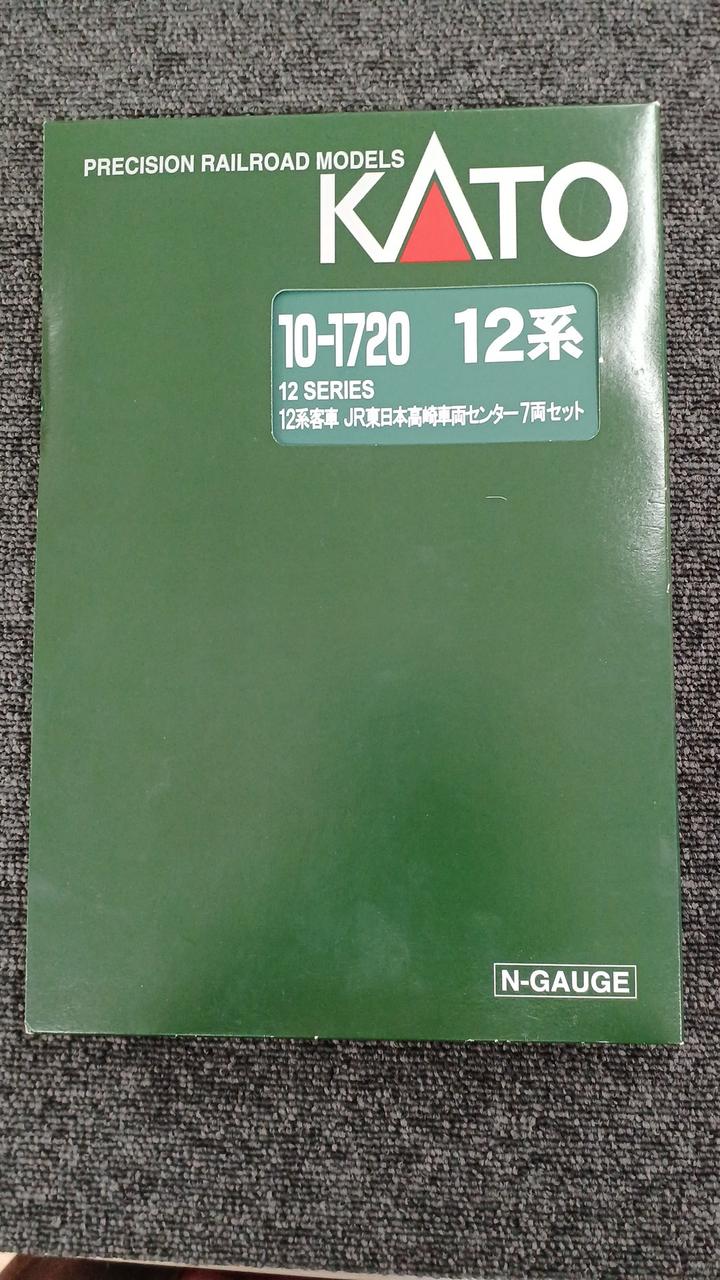 PRECISION RAILROAD MODELS
KATO
10-1720 12系
12 SERIES
12系客車 JR東日本高崎車両センター7両セット
N-GAUGE